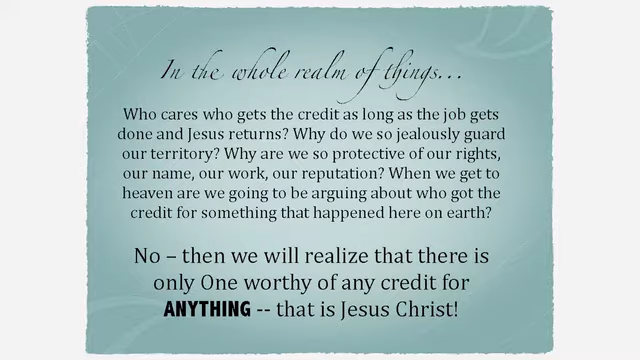 In the whole realm of things...
Who cares who gets the credit as long as the job gets
done and Jesus returns? Why do we so jealously guard
our territory? Why are we so protective of our rights,
our name, our work, our reputation? When we get to
heaven are we going to be arguing about who got the
credit for something that happened here on earth?
No – then we will realize that there is
only One worthy of any credit for
ANYTHING -- that is Jesus Christ!